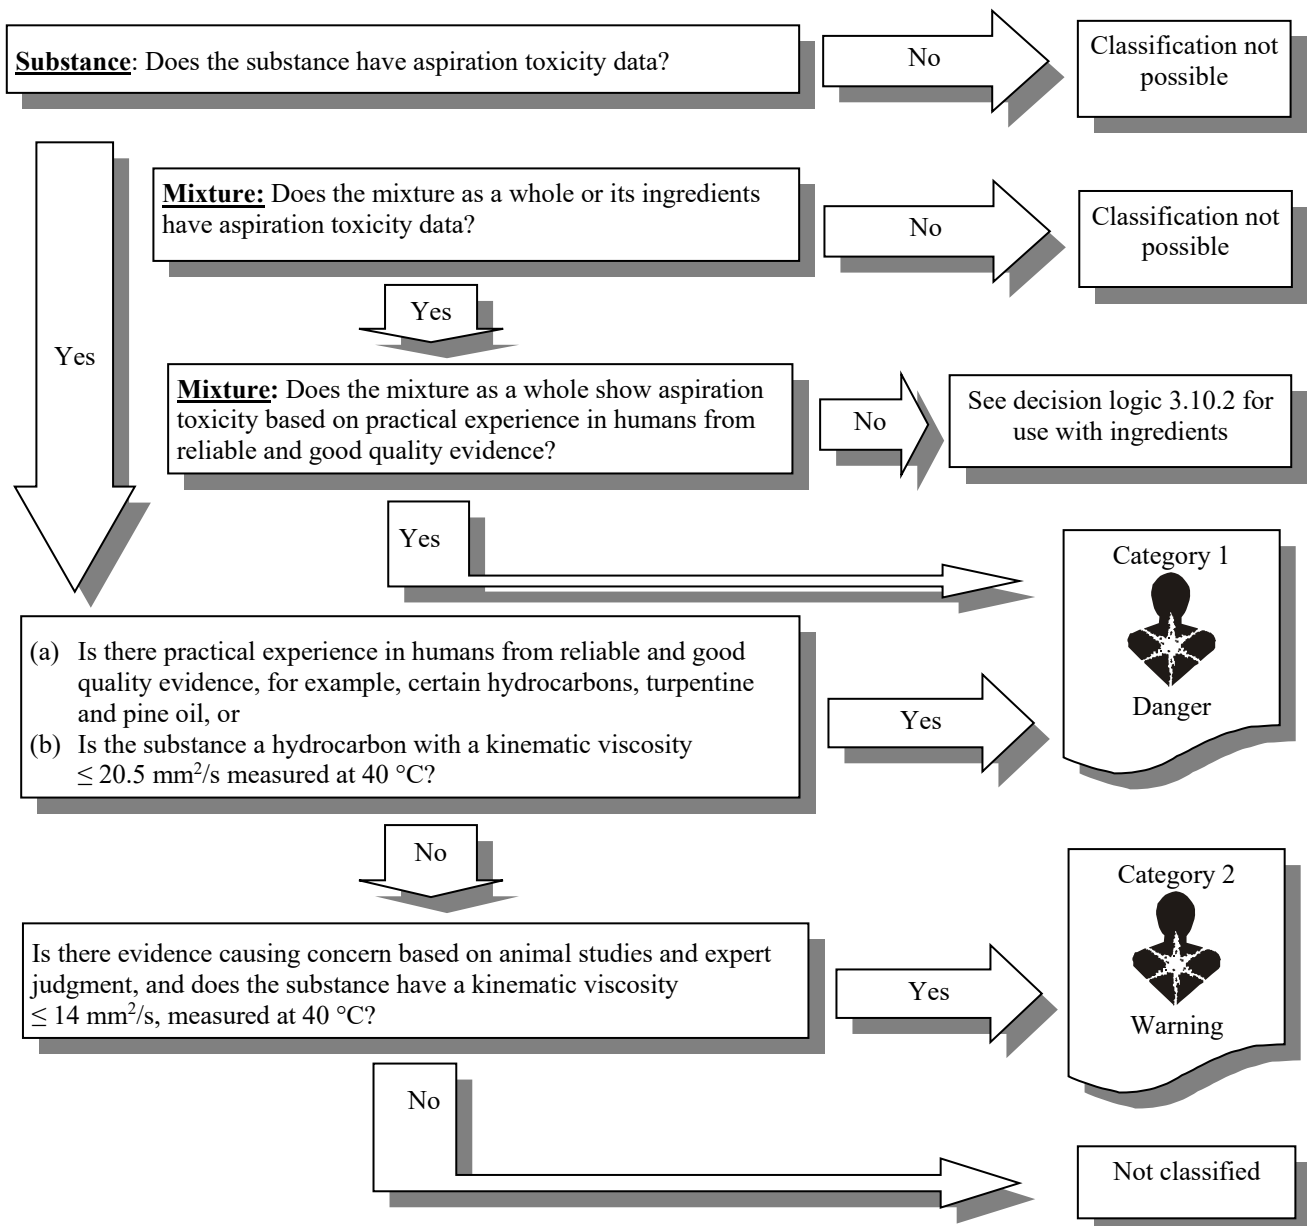 Substance: Does the substance have aspiration toxicity data?
No
Classification not
possible
Mixture: Does the mixture as a whole or its ingredients
have aspiration toxicity data?
No
Classification not
possible
Yes
Yes
Mixture: Does the mixture as a whole show aspiration
toxicity based on practical experience in humans from
reliable and good quality evidence?
No
See decision logic 3.10.2 for
use with ingredients
Yes
Category 1
Danger
(a) Is there practical experience in humans from reliable and good
quality evidence, for example, certain hydrocarbons, turpentine
and pine oil, or
(b) Is the substance a hydrocarbon with a kinematic viscosity
≤ 20.5 mm²/s measured at 40 °C?
Yes
No
Category 2
Warning
Is there evidence causing concern based on animal studies and expert
judgment, and does the substance have a kinematic viscosity
≤ 14 mm²/s, measured at 40 °C?
Yes
No
Not classified